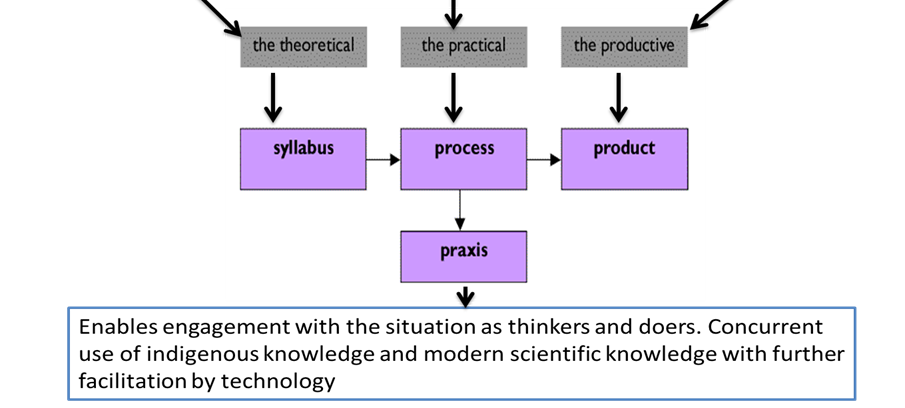 the theoretical
the practical
the productive
syllabus
process
product
praxis
Enables engagement with the situation as thinkers and doers. Concurrent
use of indigenous knowledge and modern scientific knowledge with further
facilitation by technology